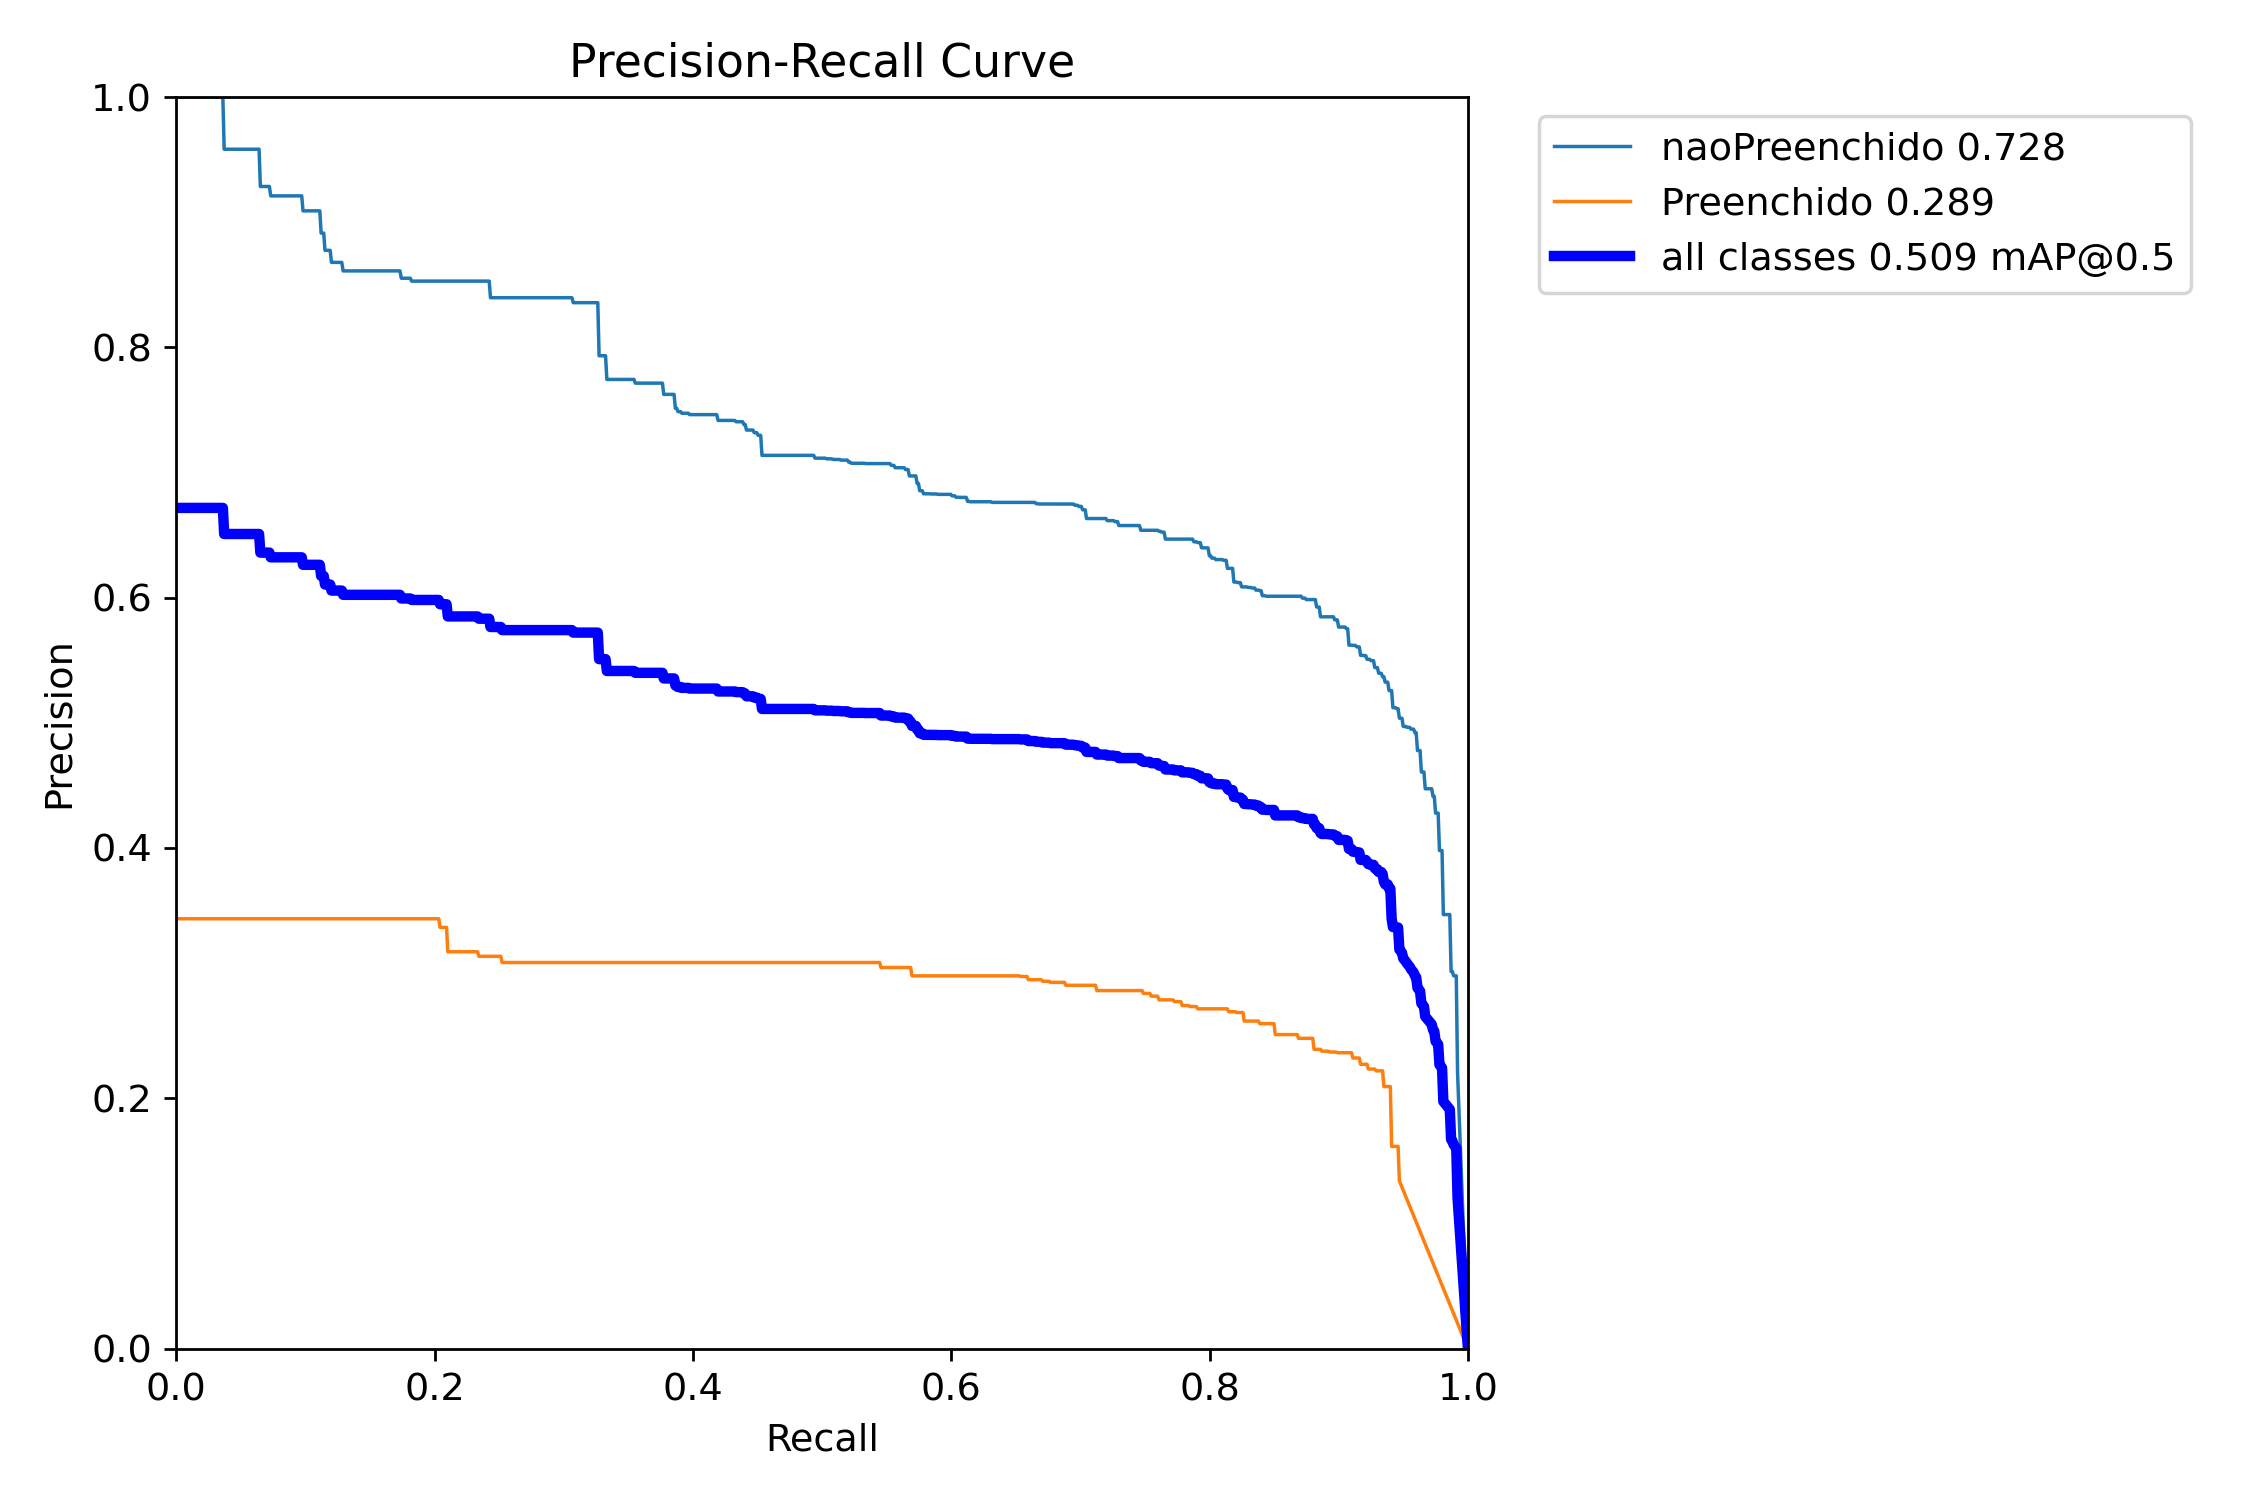 Precision-Recall Curve
naoPreenchido 0.728
Preenchido 0.289
all classes 0.509 mAP@0.5
Precision
1.0
0.8
0.6
0.4
0.2
0.0
0.0 0.2 0.4 0.6 0.8 1.0
Recall